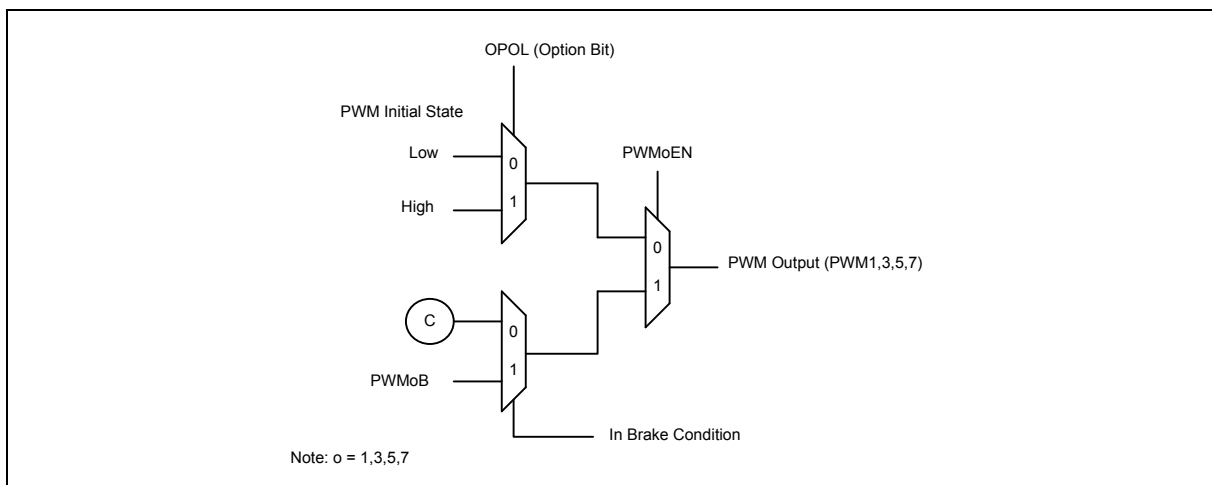 OPOL (Option Bit)
PWM Initial State
Low
0
High
1
PWMoEN
0
1
PWM Output (PWM1,3,5,7)
C
0
PWMoB
1
In Brake Condition
Note: o = 1,3,5,7